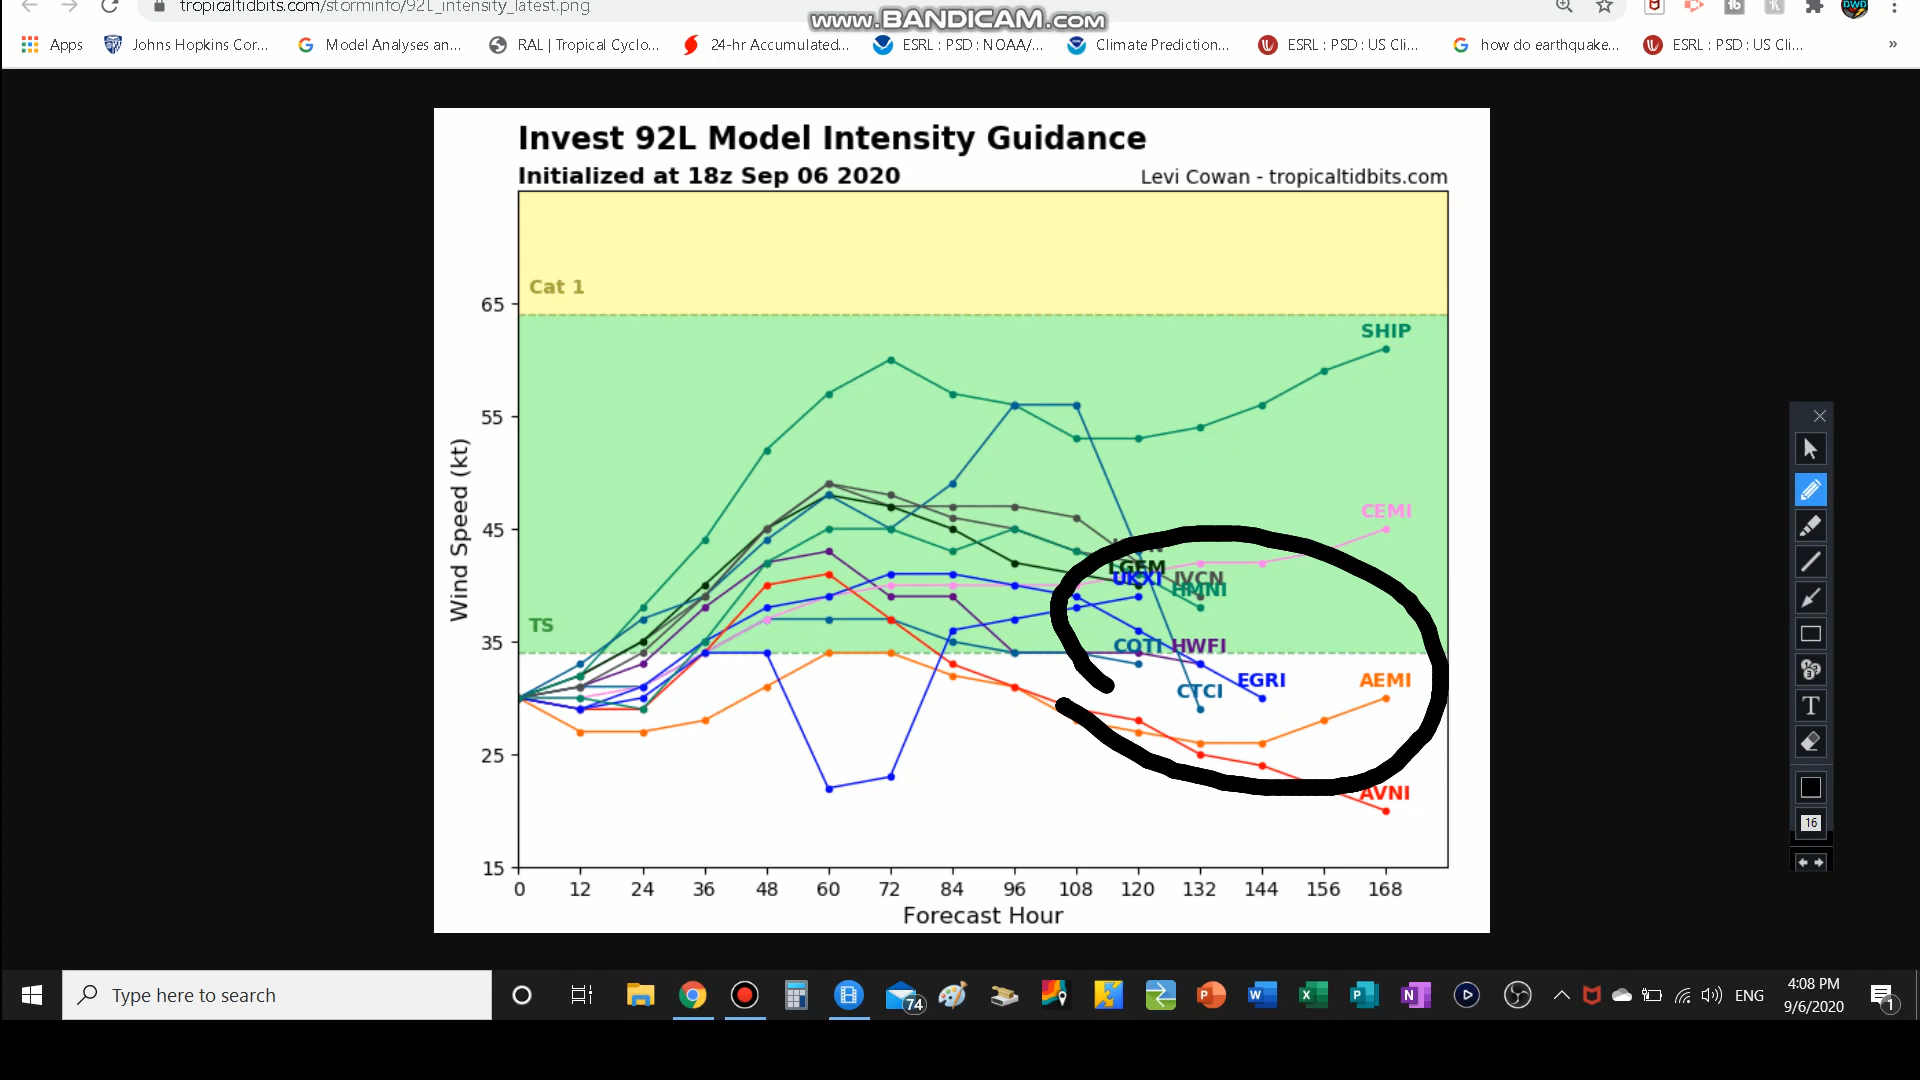 tropicaltidbits.com/storminfo/92L_intensity_latest.png
www.BANDICAM.com
Apps Johns Hopkins Cor... Model Analyses an... RAL | Tropical Cyclo... 24-hr Accumulated... ESRL : PSD : NOAA/... Climate Prediction... ESRL : PSD : US Cli... how do earthquake... ESRL : PSD : US Cli... »
Invest 92L Model Intensity Guidance
Initialized at 18z Sep 06 2020
Levi Cowan - tropicaltidbits.com
Cat 1
65
SHIP
55
Wind Speed (kt)
CEMI
45
LGEM
UKXI IVCN
HMNI
TS
35
COTI HWFI
CTCI EGRI AEMI
25
AVNI
15
0 12 24 36 48 60 72 84 96 108 120 132 144 156 168
Forecast Hour
T
16
Type here to search
74
ENG
4:08 PM
9/6/2020
1